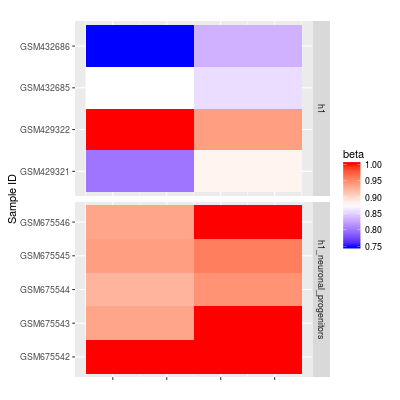 GSM432686
GSM432685
GSM429322
GSM429321
h1
GSM675546
GSM675545
GSM675544
GSM675543
GSM675542
h1_neuronal_progenitors
Sample ID
beta
1.00
0.95
0.90
0.85
0.80
0.75